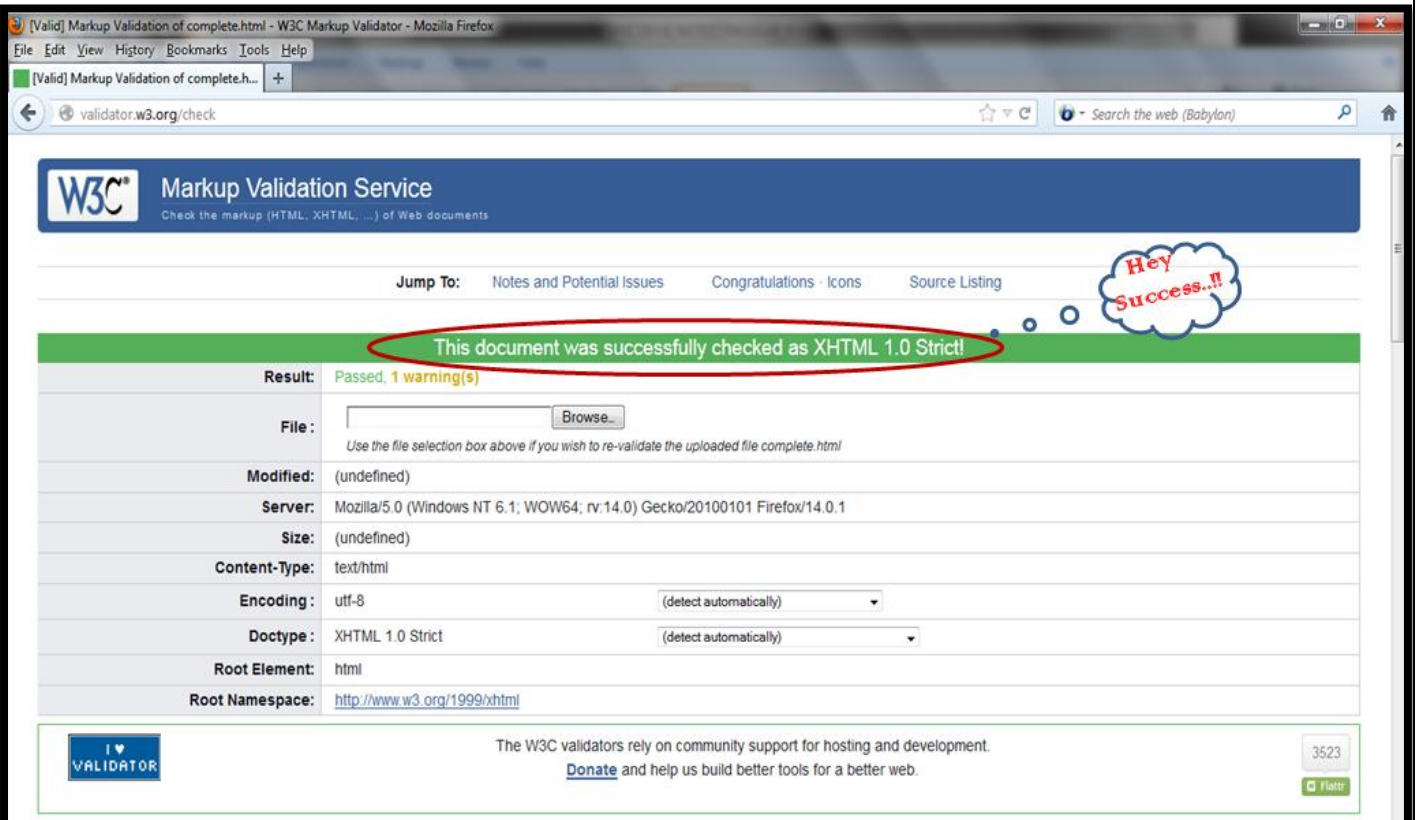 [Valid] Markup Validation of complete.html - W3C Markup Validator - Mozilla Firefox
File Edit View History Bookmarks Tools Help
[Valid] Markup Validation of complete.h... +
validator.w3.org/check
Search the web (Babylon)
W3C®
Markup Validation Service
Check the markup (HTML, XHTML, ...) of Web documents
Jump To: Notes and Potential Issues Congratulations · Icons Source Listing
Hey
Success..!!
This document was successfully checked as XHTML 1.0 Strict!
Result: Passed, 1 warning(s)
File :
Browse..
Use the file selection box above if you wish to re-validate the uploaded file complete.html
Modified: (undefined)
Server: Mozilla/5.0 (Windows NT 6.1; WOW64; rv:14.0) Gecko/20100101 Firefox/14.0.1
Size: (undefined)
Content-Type: text/html
Encoding : utf-8 (detect automatically)
Doctype : XHTML 1.0 Strict (detect automatically)
Root Element: html
Root Namespace: http://www.w3.org/1999/xhtml
I ♥
VALIDATOR
The W3C validators rely on community support for hosting and development.
Donate and help us build better tools for a better web.
3523
Flattr